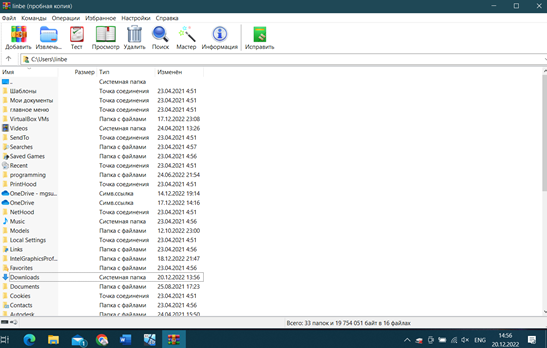 linbe (пробная копия)
Файл Команды Операции Избранное Настройки Справка
Добавить Извлечь... Тест Просмотр Удалить Поиск Мастер Информация Исправить
C:\Users\linbe
Имя Размер Тип Изменён
.. Системная папка
Шаблоны Точка соединения 23.04.2021 4:51
Мои документы Точка соединения 23.04.2021 4:51
главное меню Точка соединения 23.04.2021 4:51
VirtualBox VMs Папка с файлами 17.12.2022 23:08
Videos Системная папка 24.04.2021 13:26
SendTo Точка соединения 23.04.2021 4:51
Searches Папка с файлами 23.04.2021 4:57
Saved Games Папка с файлами 23.04.2021 4:56
Recent Точка соединения 23.04.2021 4:51
programming Папка с файлами 24.06.2022 21:54
PrintHood Точка соединения 23.04.2021 4:51
OneDrive - mgsu... Симв.ссылка 14.12.2022 19:14
OneDrive Симв.ссылка 17.12.2022 14:16
NetHood Точка соединения 23.04.2021 4:51
Music Системная папка 23.04.2021 4:56
Models Папка с файлами 12.10.2022 23:00
Local Settings Точка соединения 23.04.2021 4:51
Links Папка с файлами 23.04.2021 4:56
IntelGraphicsProf... Папка с файлами 18.12.2022 21:47
Favorites Папка с файлами 23.04.2021 4:56
Downloads Системная папка 20.12.2022 13:56
Documents Папка с файлами 25.08.2021 17:23
Cookies Точка соединения 23.04.2021 4:51
Contacts Папка с файлами 23.04.2021 4:56
Autodesk Папка с файлами 24.04.2021 15:50
Всего: 33 папок и 19 754 051 байт в 16 файлах
ENG
14:56
20.12.2022